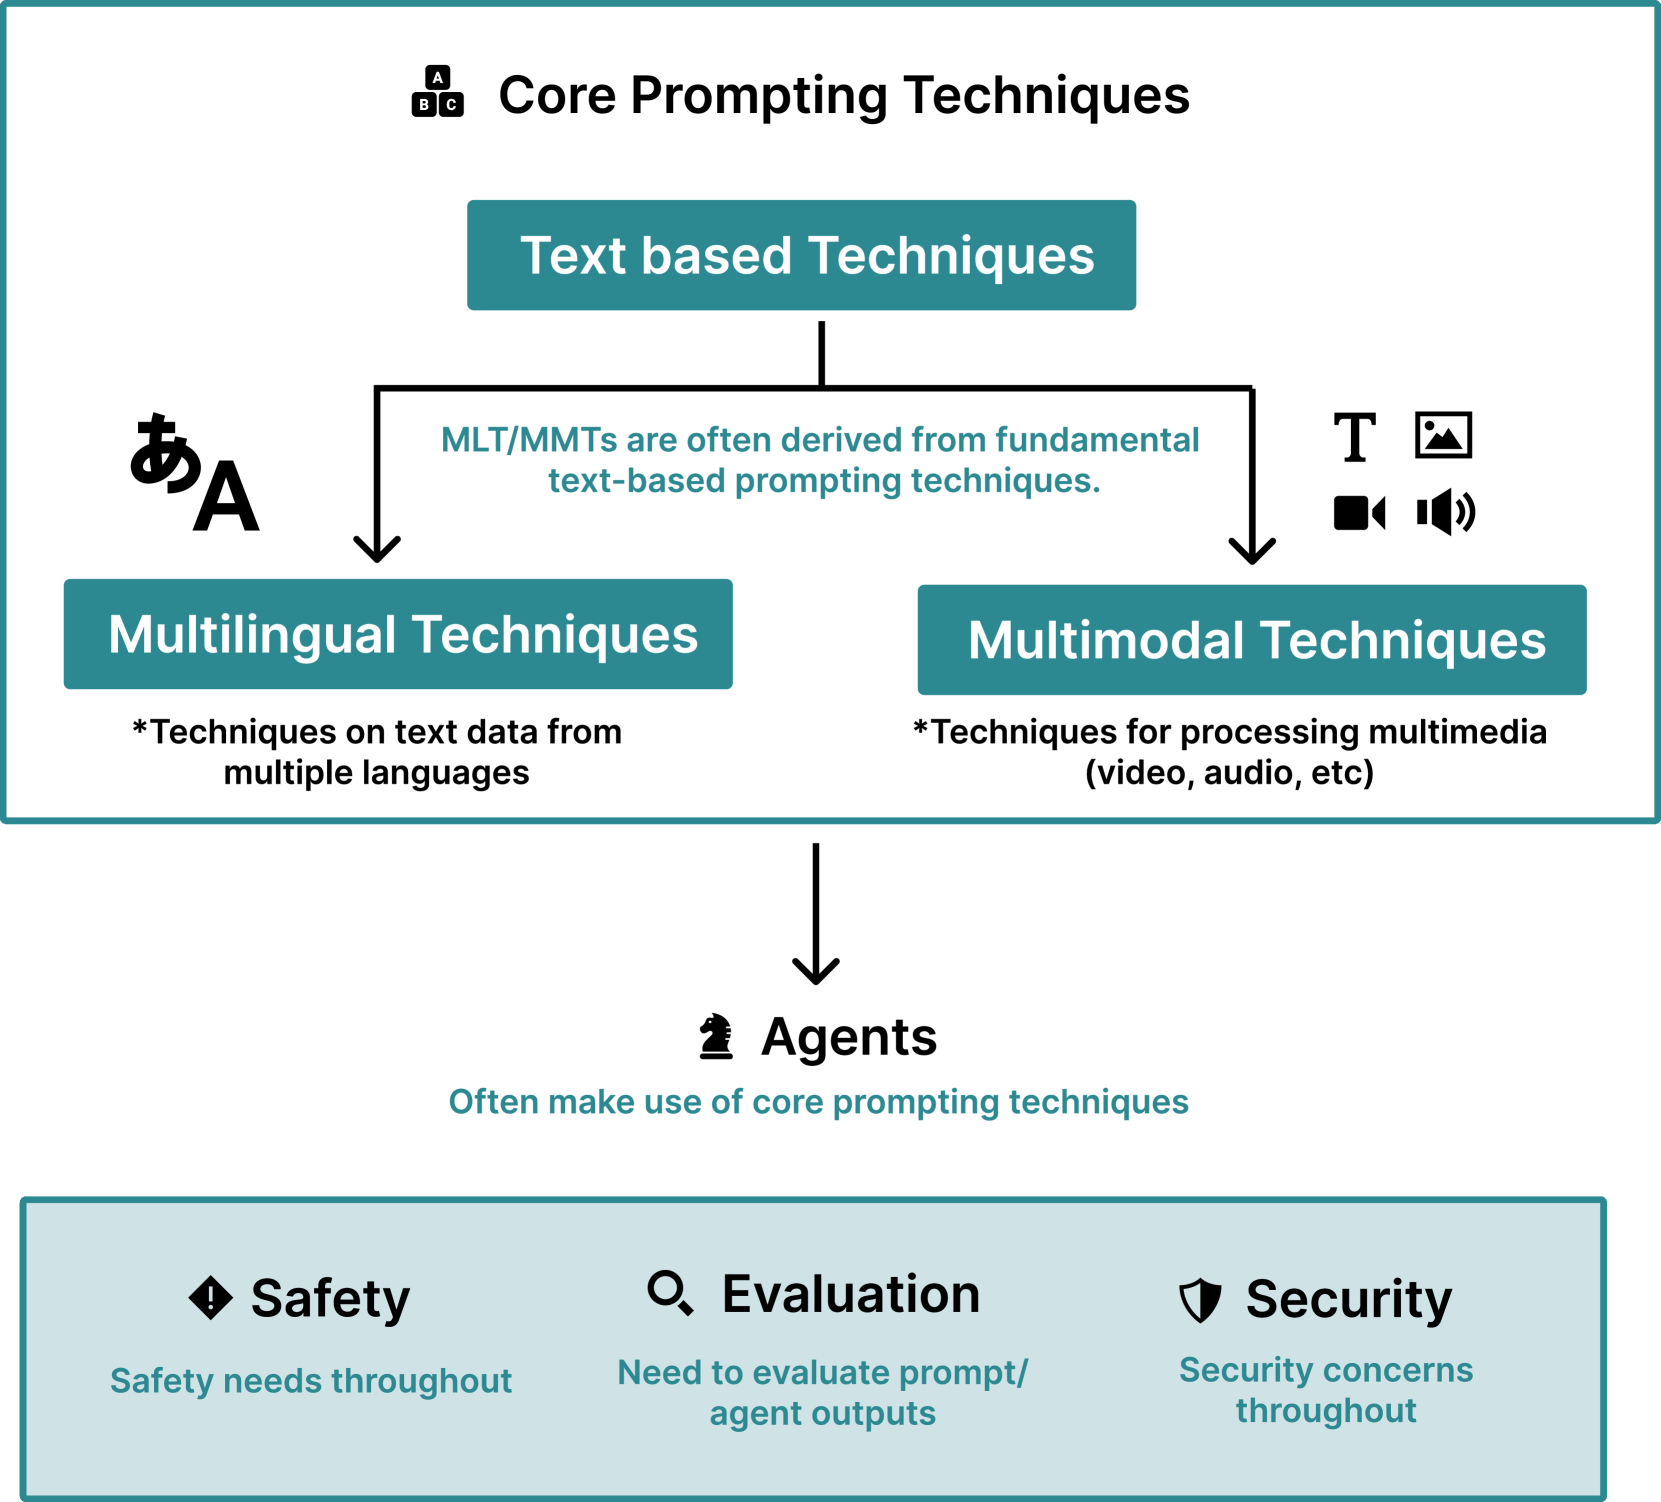 A
B C
Core Prompting Techniques
Text based Techniques
MLT/MMTs are often derived from fundamental
text-based prompting techniques.
あA
T
Multilingual Techniques
Multimodal Techniques
*Techniques on text data from
multiple languages
*Techniques for processing multimedia
(video, audio, etc)
Agents
Often make use of core prompting techniques
Safety
Safety needs throughout
Evaluation
Need to evaluate prompt/
agent outputs
Security
Security concerns
throughout